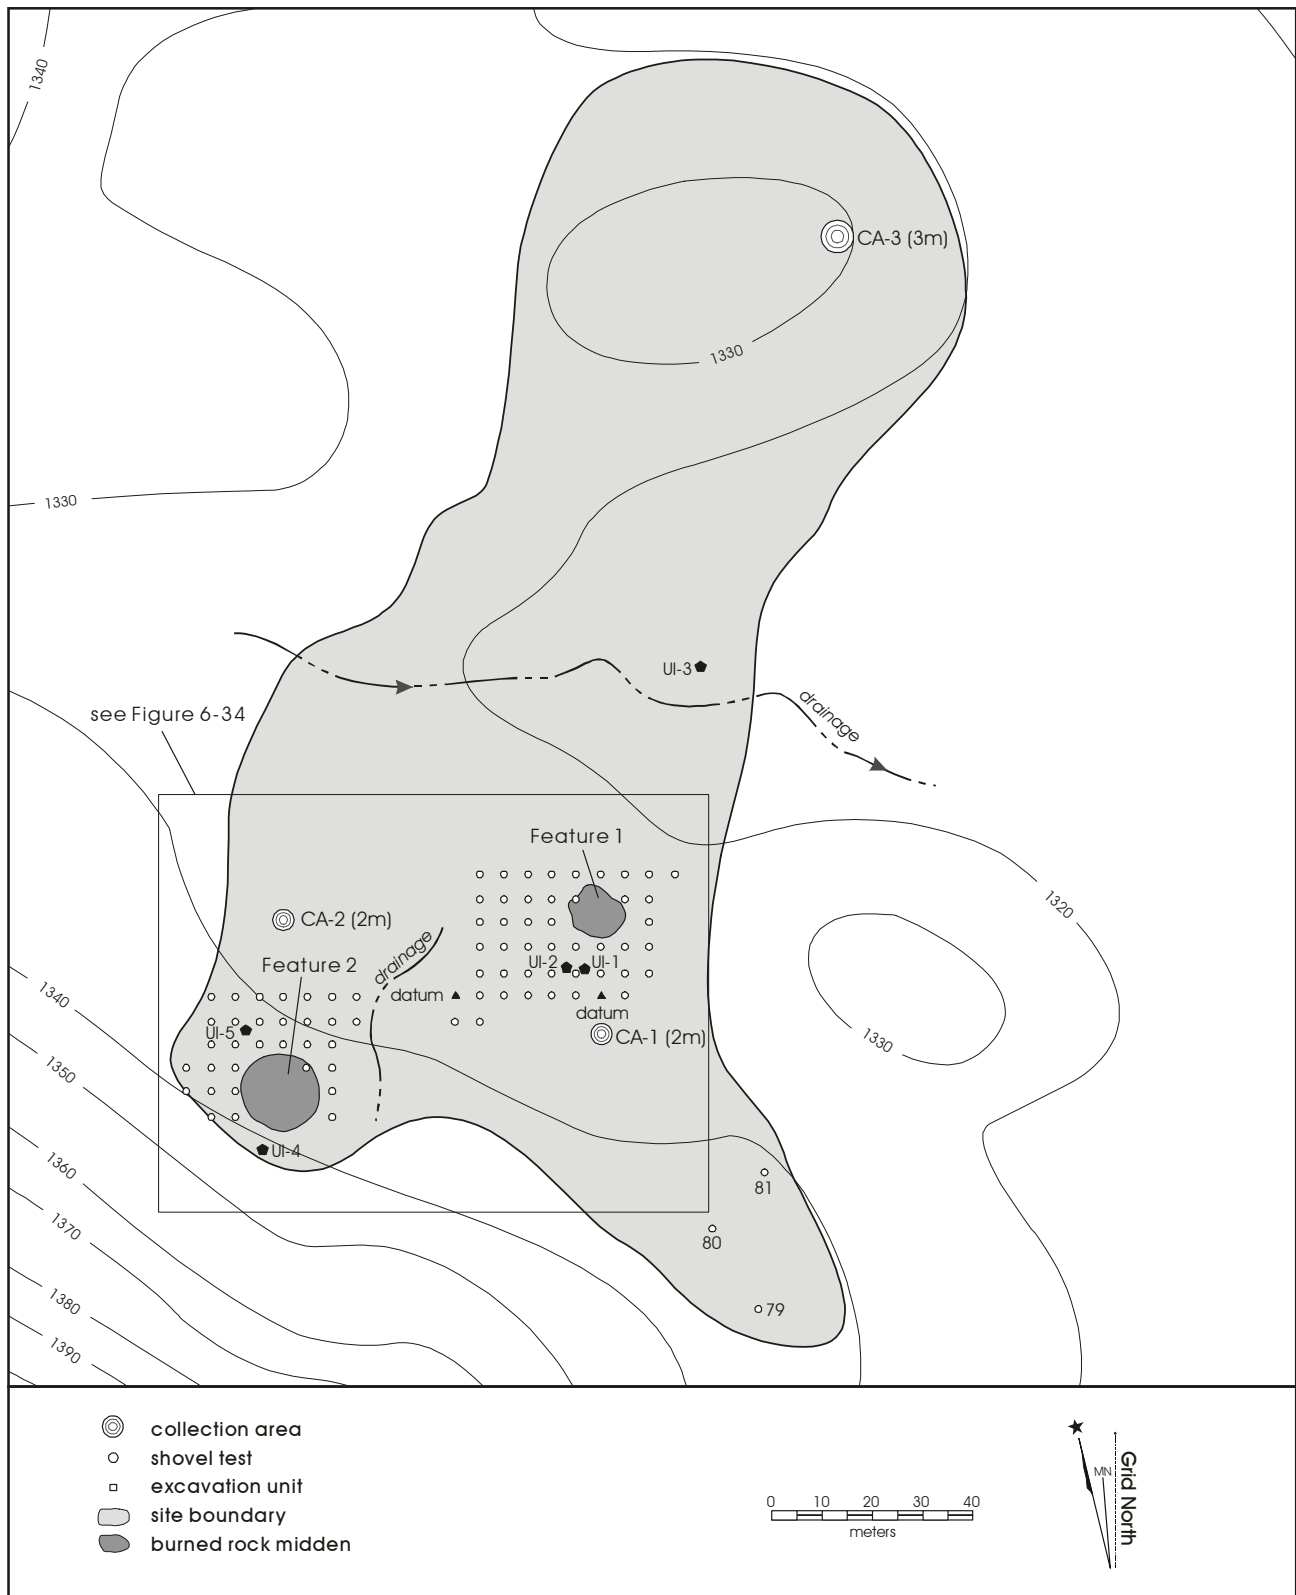 1340
CA-3 (3m)
1330
1330
UI-3
drainage
see Figure 6-34
Feature 1
1320
CA-2 (2m)
drainage
Feature 2
UI-2
UI-1
1340
datum
datum
UI-5
CA-1 (2m)
1330
1350
UI-4
1360
81
1370
80
1380
79
1390
collection area
shovel test
excavation unit
site boundary
burned rock midden
0 10 20 30 40
meters
MN
Grid North